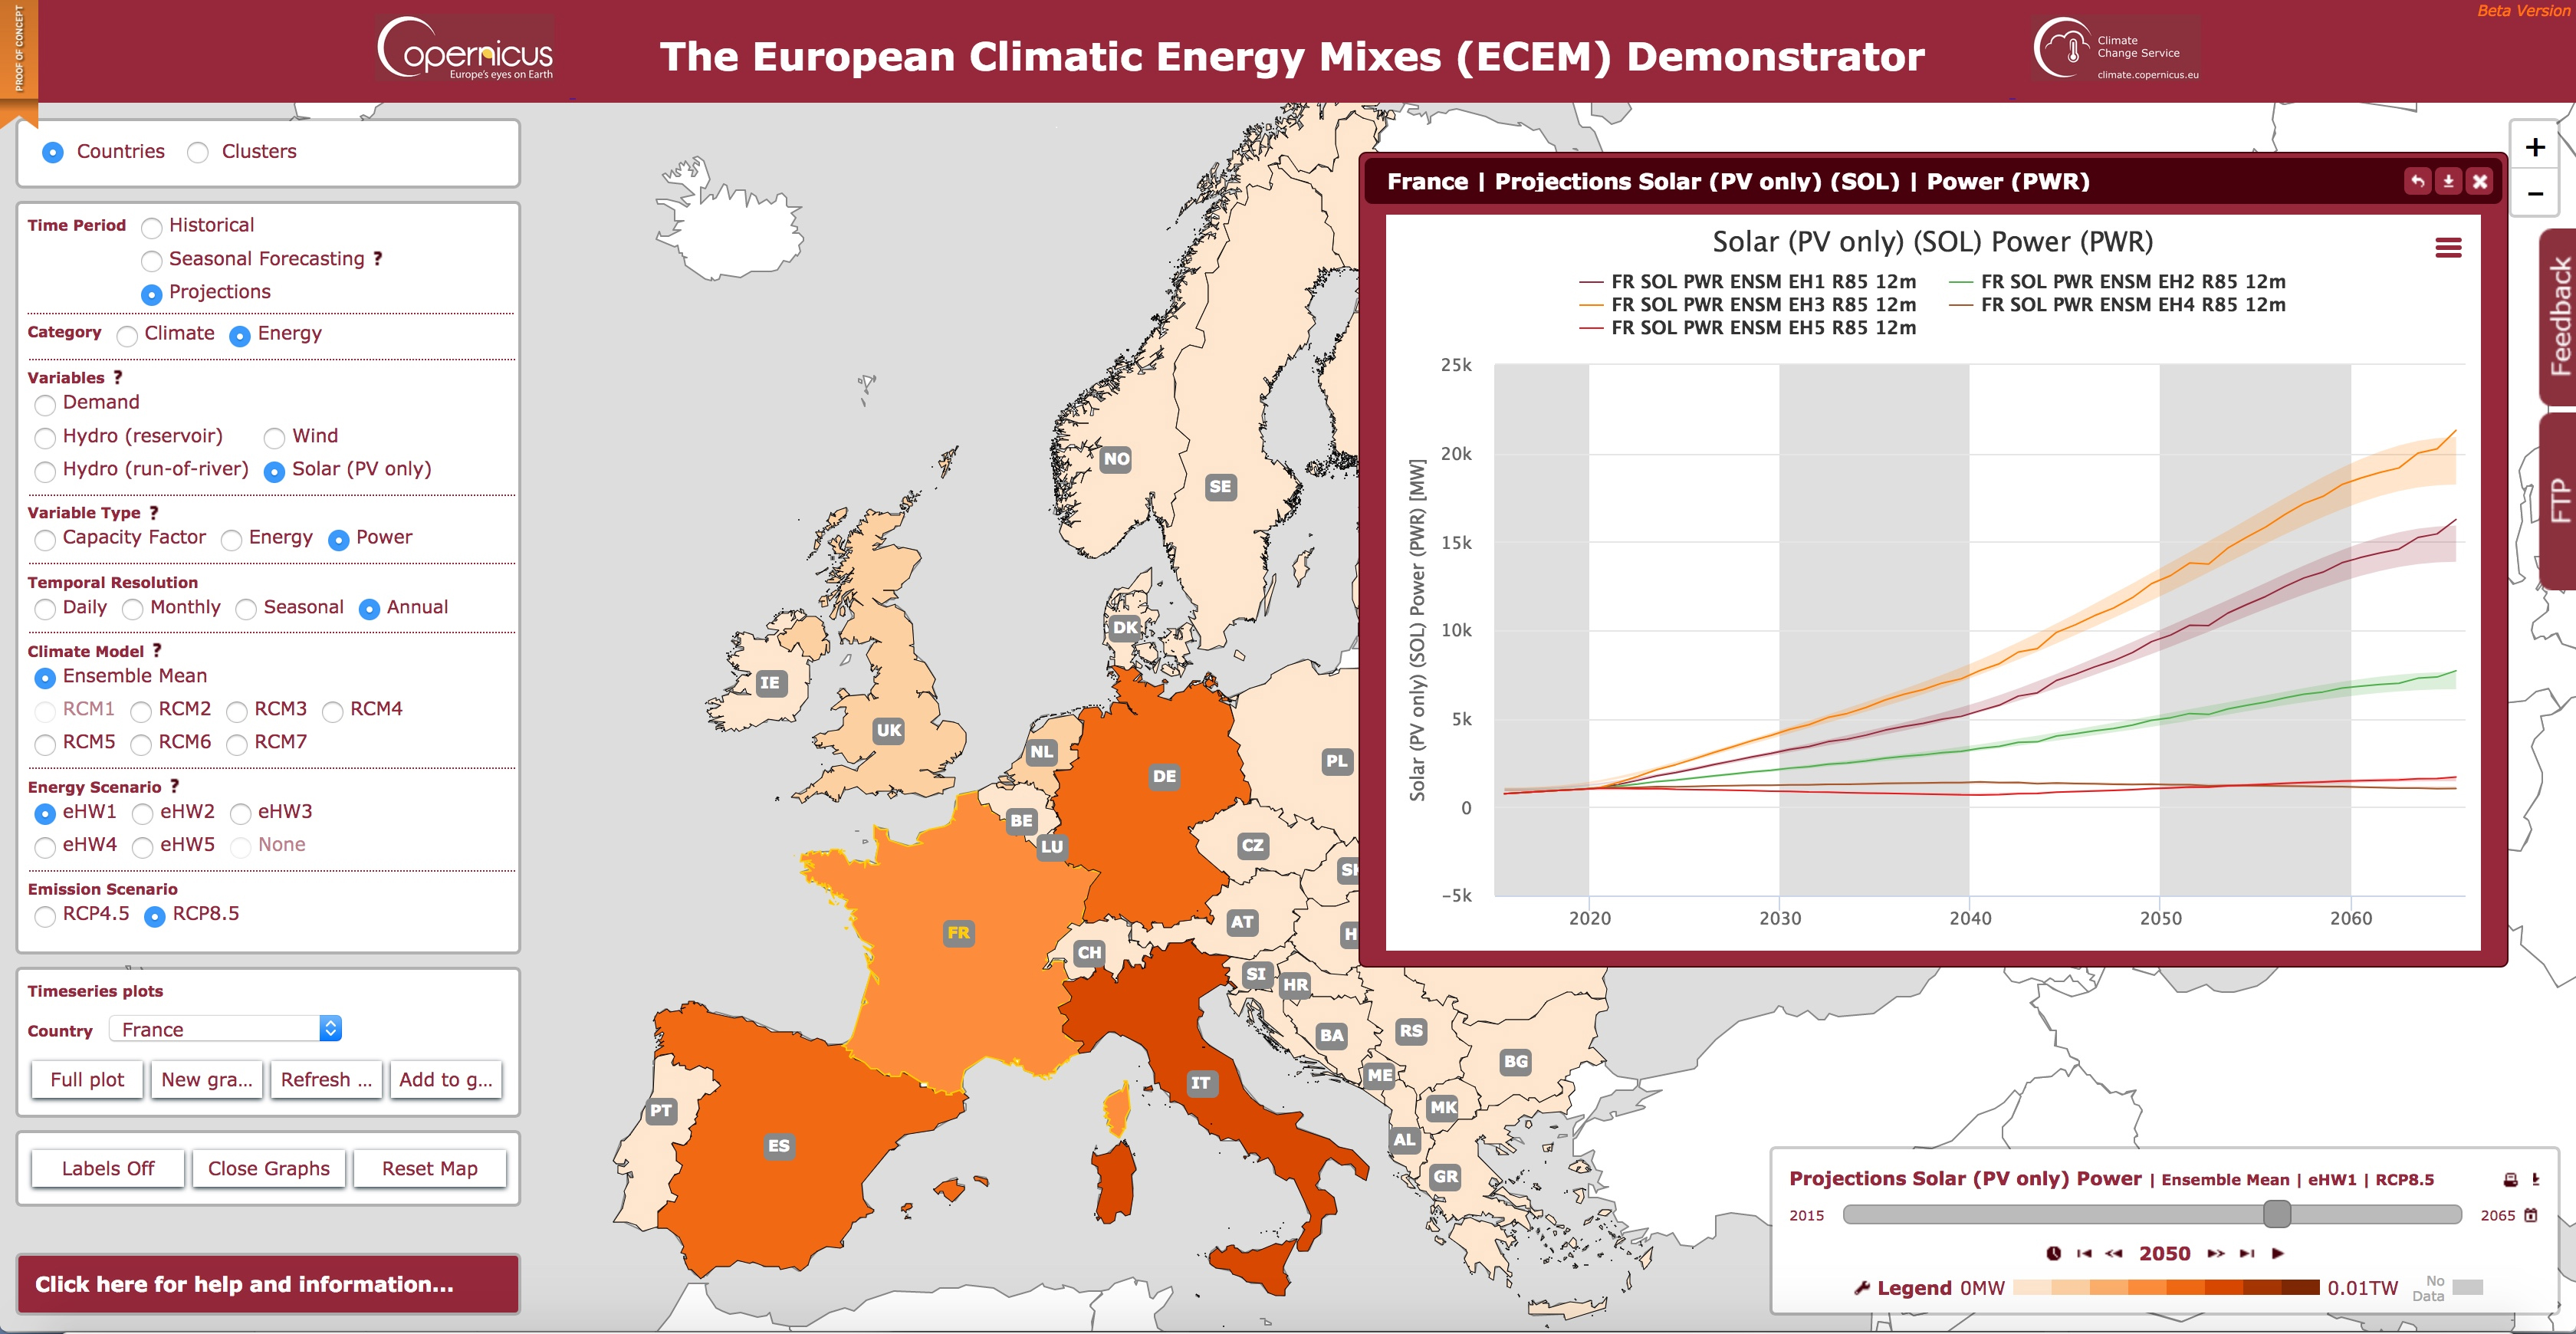 PROOF OF CONCEPT
Copernicus
Europe's eyes on Earth
The European Climatic Energy Mixes (ECEM) Demonstrator
Climate
Change Service
climate.copernicus.eu
Beta Version
Countries Clusters
Time Period Historical
Seasonal Forecasting ?
Projections
Category Climate Energy
Variables ?
Demand
Hydro (reservoir) Wind
Hydro (run-of-river) Solar (PV only)
Variable Type ?
Capacity Factor Energy Power
Temporal Resolution
Daily Monthly Seasonal Annual
Climate Model ?
Ensemble Mean
RCM1 RCM2 RCM3 RCM4
RCM5 RCM6 RCM7
Energy Scenario ?
eHW1 eHW2 eHW3
eHW4 eHW5 None
Emission Scenario
RCP4.5 RCP8.5
Timeseries plots
Country France
Full plot New gra... Refresh ... Add to g...
Labels Off Close Graphs Reset Map
Click here for help and information...
NO
SE
DK
IE
UK
NL
DE
PL
BE
LU
CZ
FR
AT
CH
SI
HR
BA
RS
BG
ME
MK
AL
GR
IT
PT
ES
France | Projections Solar (PV only) (SOL) | Power (PWR)
Solar (PV only) (SOL) Power (PWR)
FR SOL PWR ENSM EH1 R85 12m FR SOL PWR ENSM EH2 R85 12m
FR SOL PWR ENSM EH3 R85 12m FR SOL PWR ENSM EH4 R85 12m
FR SOL PWR ENSM EH5 R85 12m
Solar (PV only) (SOL) Power (PWR) [MW]
25k
20k
15k
10k
5k
0
-5k
2020 2030 2040 2050 2060
+
−
Feedback
FTP
Projections Solar (PV only) Power | Ensemble Mean | eHW1 | RCP8.5
2015 2065
2050
Legend 0MW 0.01TW No Data